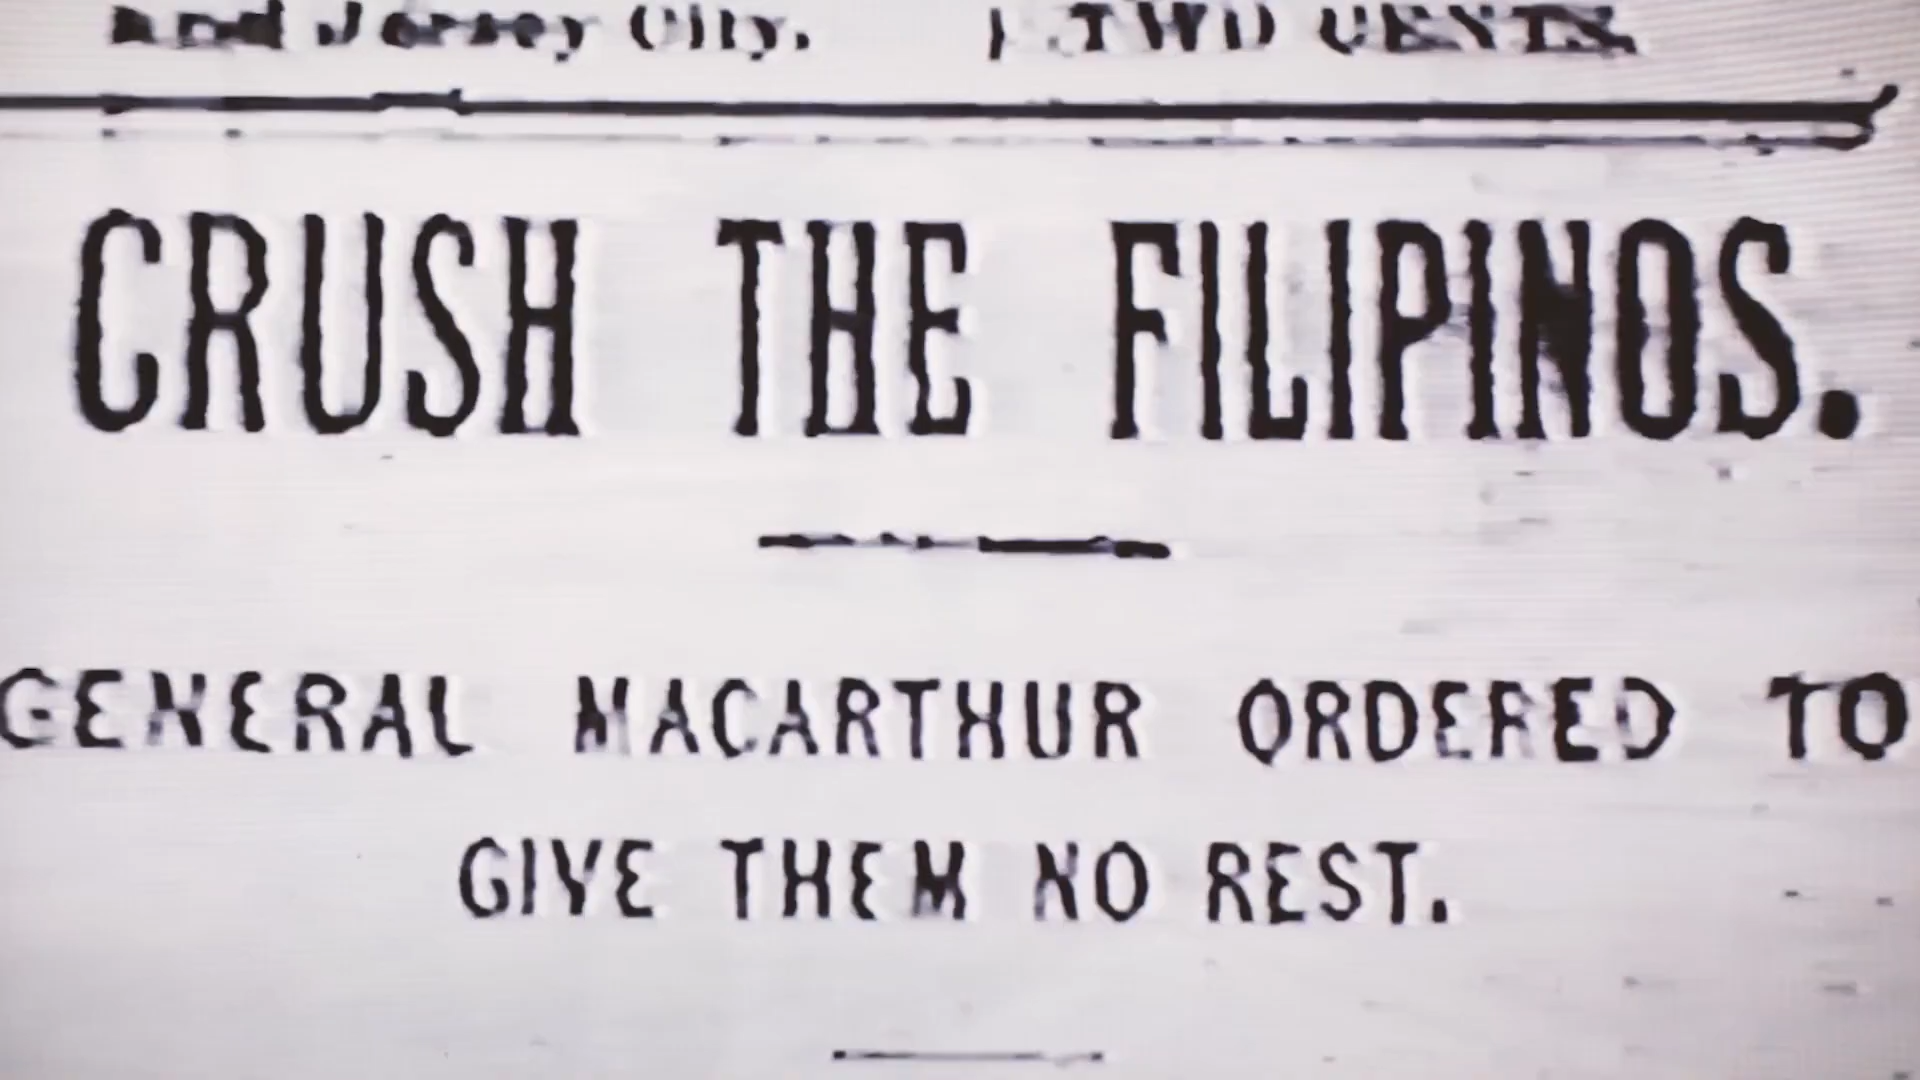 and Jersey City. } TWO CENTS
CRUSH THE FILIPINOS.
GENERAL MACARTHUR ORDERED TO
GIVE THEM NO REST.